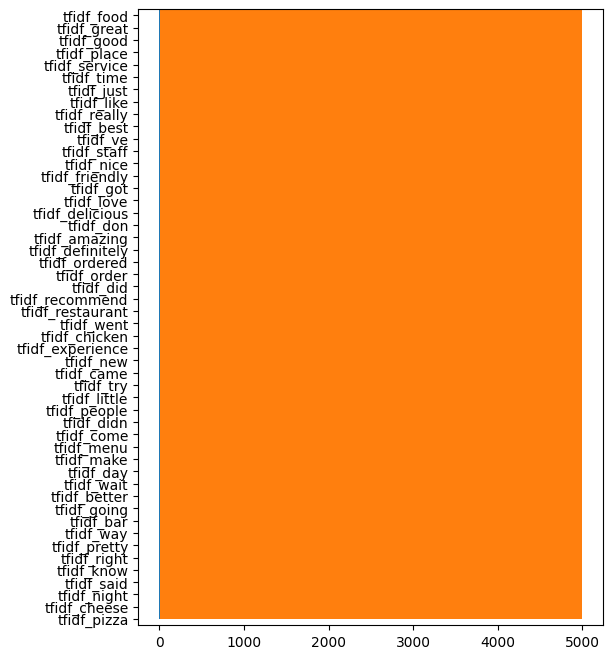 tfidf_food
tfidf_great
tfidf_good
tfidf_place
tfidf_service
tfidf_time
tfidf_just
tfidf_like
tfidf_really
tfidf_best
tfidf_ve
tfidf_staff
tfidf_nice
tfidf_friendly
tfidf_got
tfidf_love
tfidf_delicious
tfidf_don
tfidf_amazing
tfidf_definitely
tfidf_ordered
tfidf_order
tfidf_did
tfidf_recommend
tfidf_restaurant
tfidf_went
tfidf_chicken
tfidf_experience
tfidf_new
tfidf_came
tfidf_try
tfidf_little
tfidf_people
tfidf_didn
tfidf_come
tfidf_menu
tfidf_make
tfidf_day
tfidf_wait
tfidf_better
tfidf_going
tfidf_bar
tfidf_way
tfidf_pretty
tfidf_right
tfidf_know
tfidf_said
tfidf_night
tfidf_cheese
tfidf_pizza
0 1000 2000 3000 4000 5000